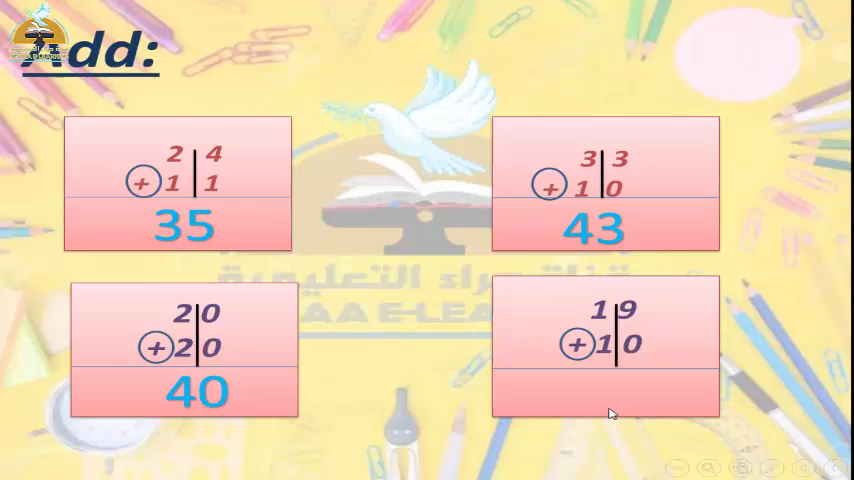 Add:
2 4
+ 1 1
35
3 3
+ 1 0
43
2 0
+ 2 0
40
1 9
+ 1 0